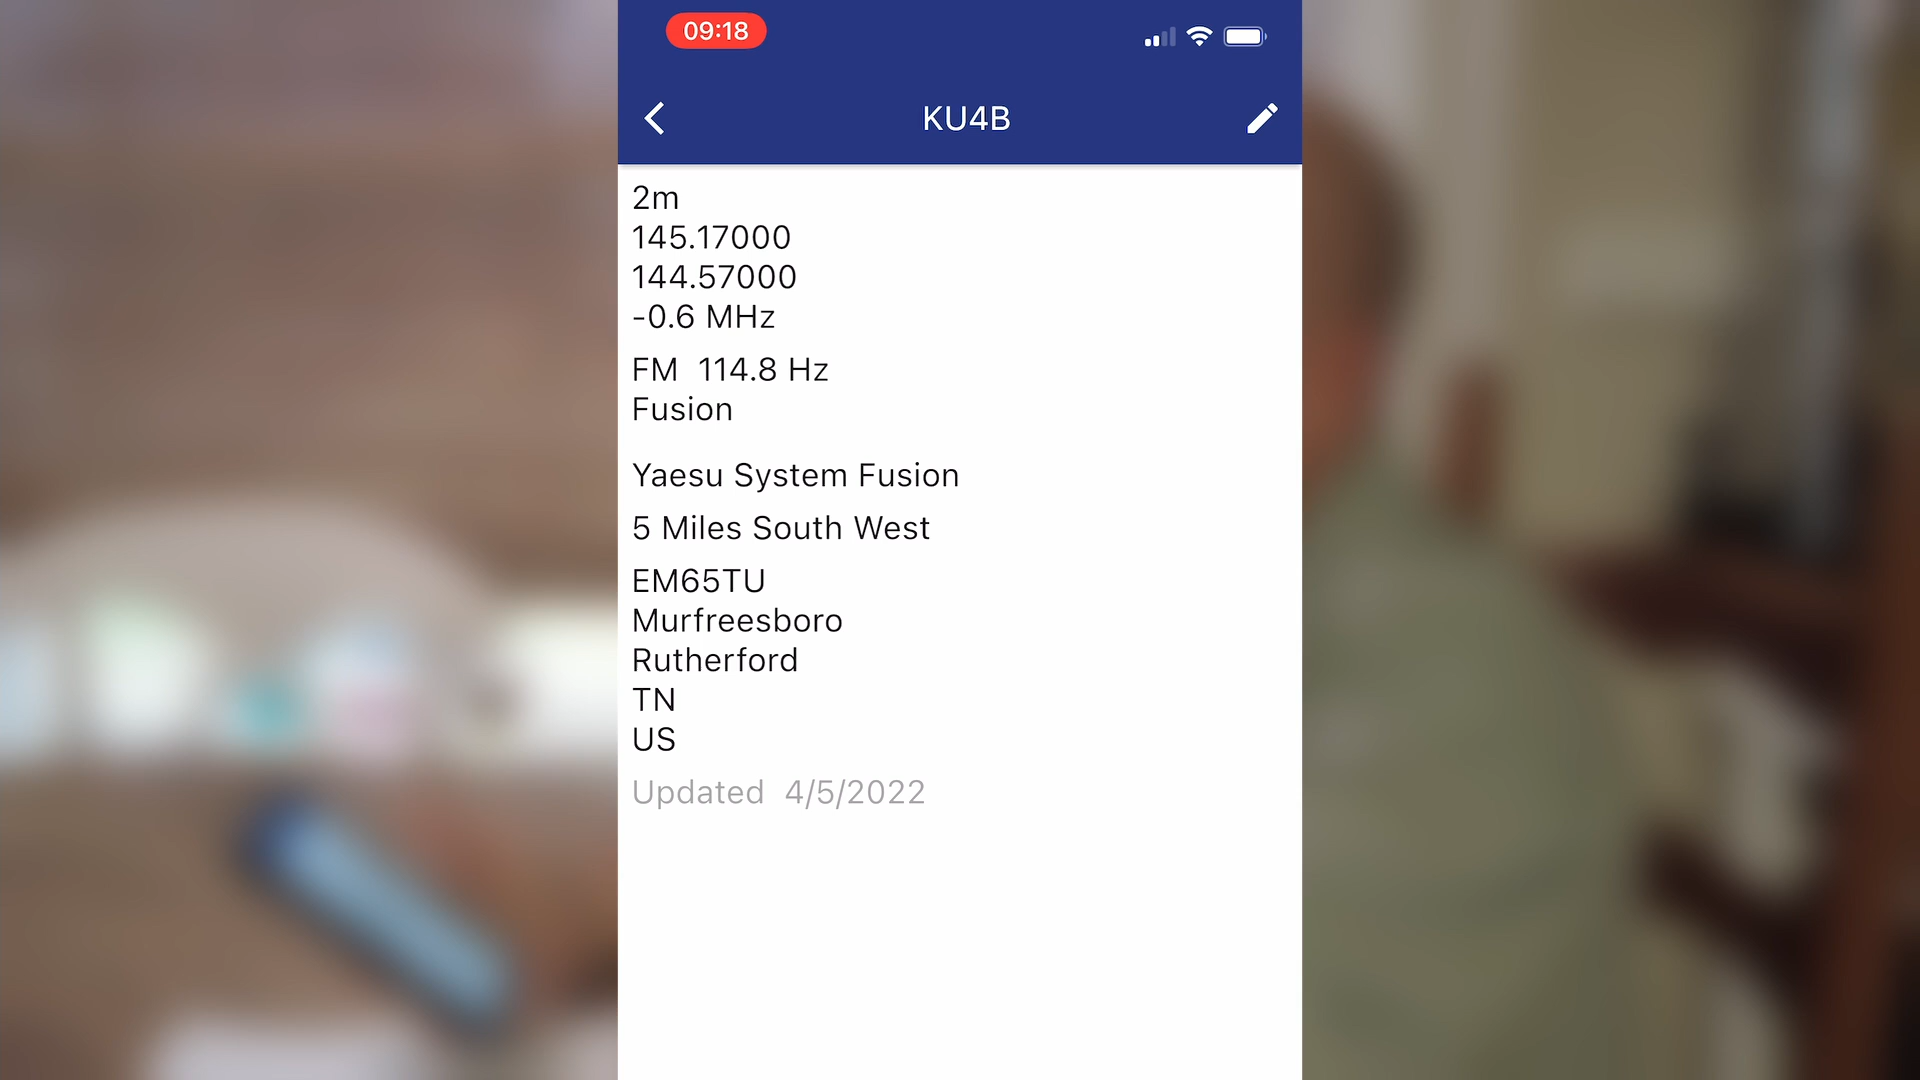 09:18
KU4B
2m
145.17000
144.57000
-0.6 MHz
FM 114.8 Hz
Fusion
Yaesu System Fusion
5 Miles South West
EM65TU
Murfreesboro
Rutherford
TN
US
Updated 4/5/2022